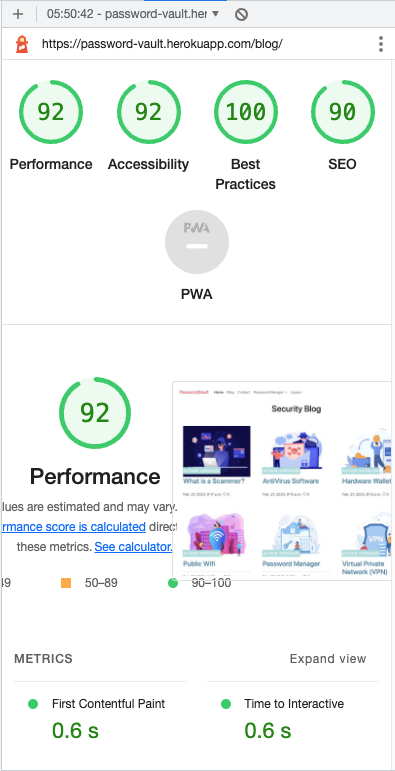 05:50:42 - password-vault.her
https://password-vault.herokuapp.com/blog/
92
92
100
90
Performance
Accessibility
Best
Practices
SEO
PWA
PWA
92
Performance
lues are estimated and may vary.
rmance score is calculated direct
these metrics. See calculator.
49
50–89
90–100
PasswordVault
Home Blog Contact Password Manager Logout
Security Blog
What is a Scammer?
AntiVirus Software
Hardware Wallet
Public Wifi
Password Manager
VPN
Virtual Private
Network (VPN)
METRICS
Expand view
First Contentful Paint
0.6 s
Time to Interactive
0.6 s